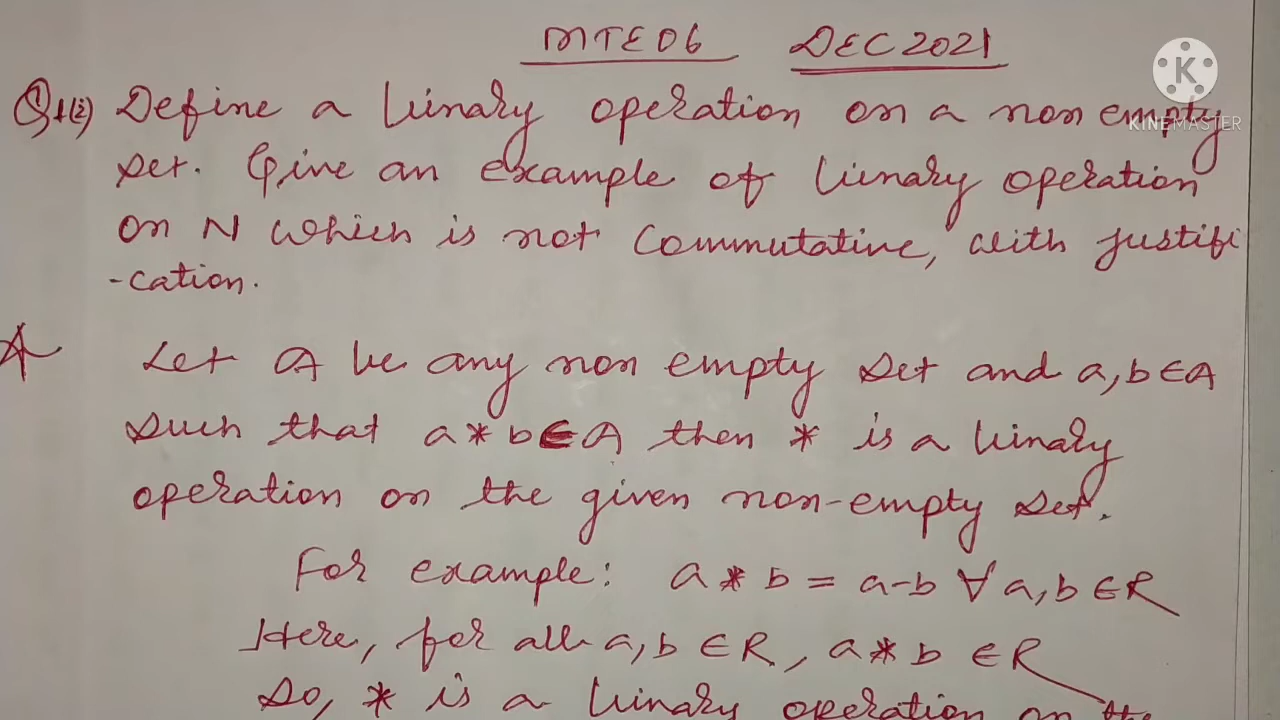 MTE06 DEC 2021
Q1(i) Define a binary operation on a non empty
KINEMASTER
set. Give an example of binary operation
on N which is not commutative, with justifi
-cation.
A Let A be any non empty set and a, b ∈ A
such that a * b ∈ A then * is a binary
operation on the given non-empty set.
For example: a * b = a-b ∀ a, b ∈ R
Here, for all a, b ∈ R, a * b ∈ R
So, * is a binary operation on the